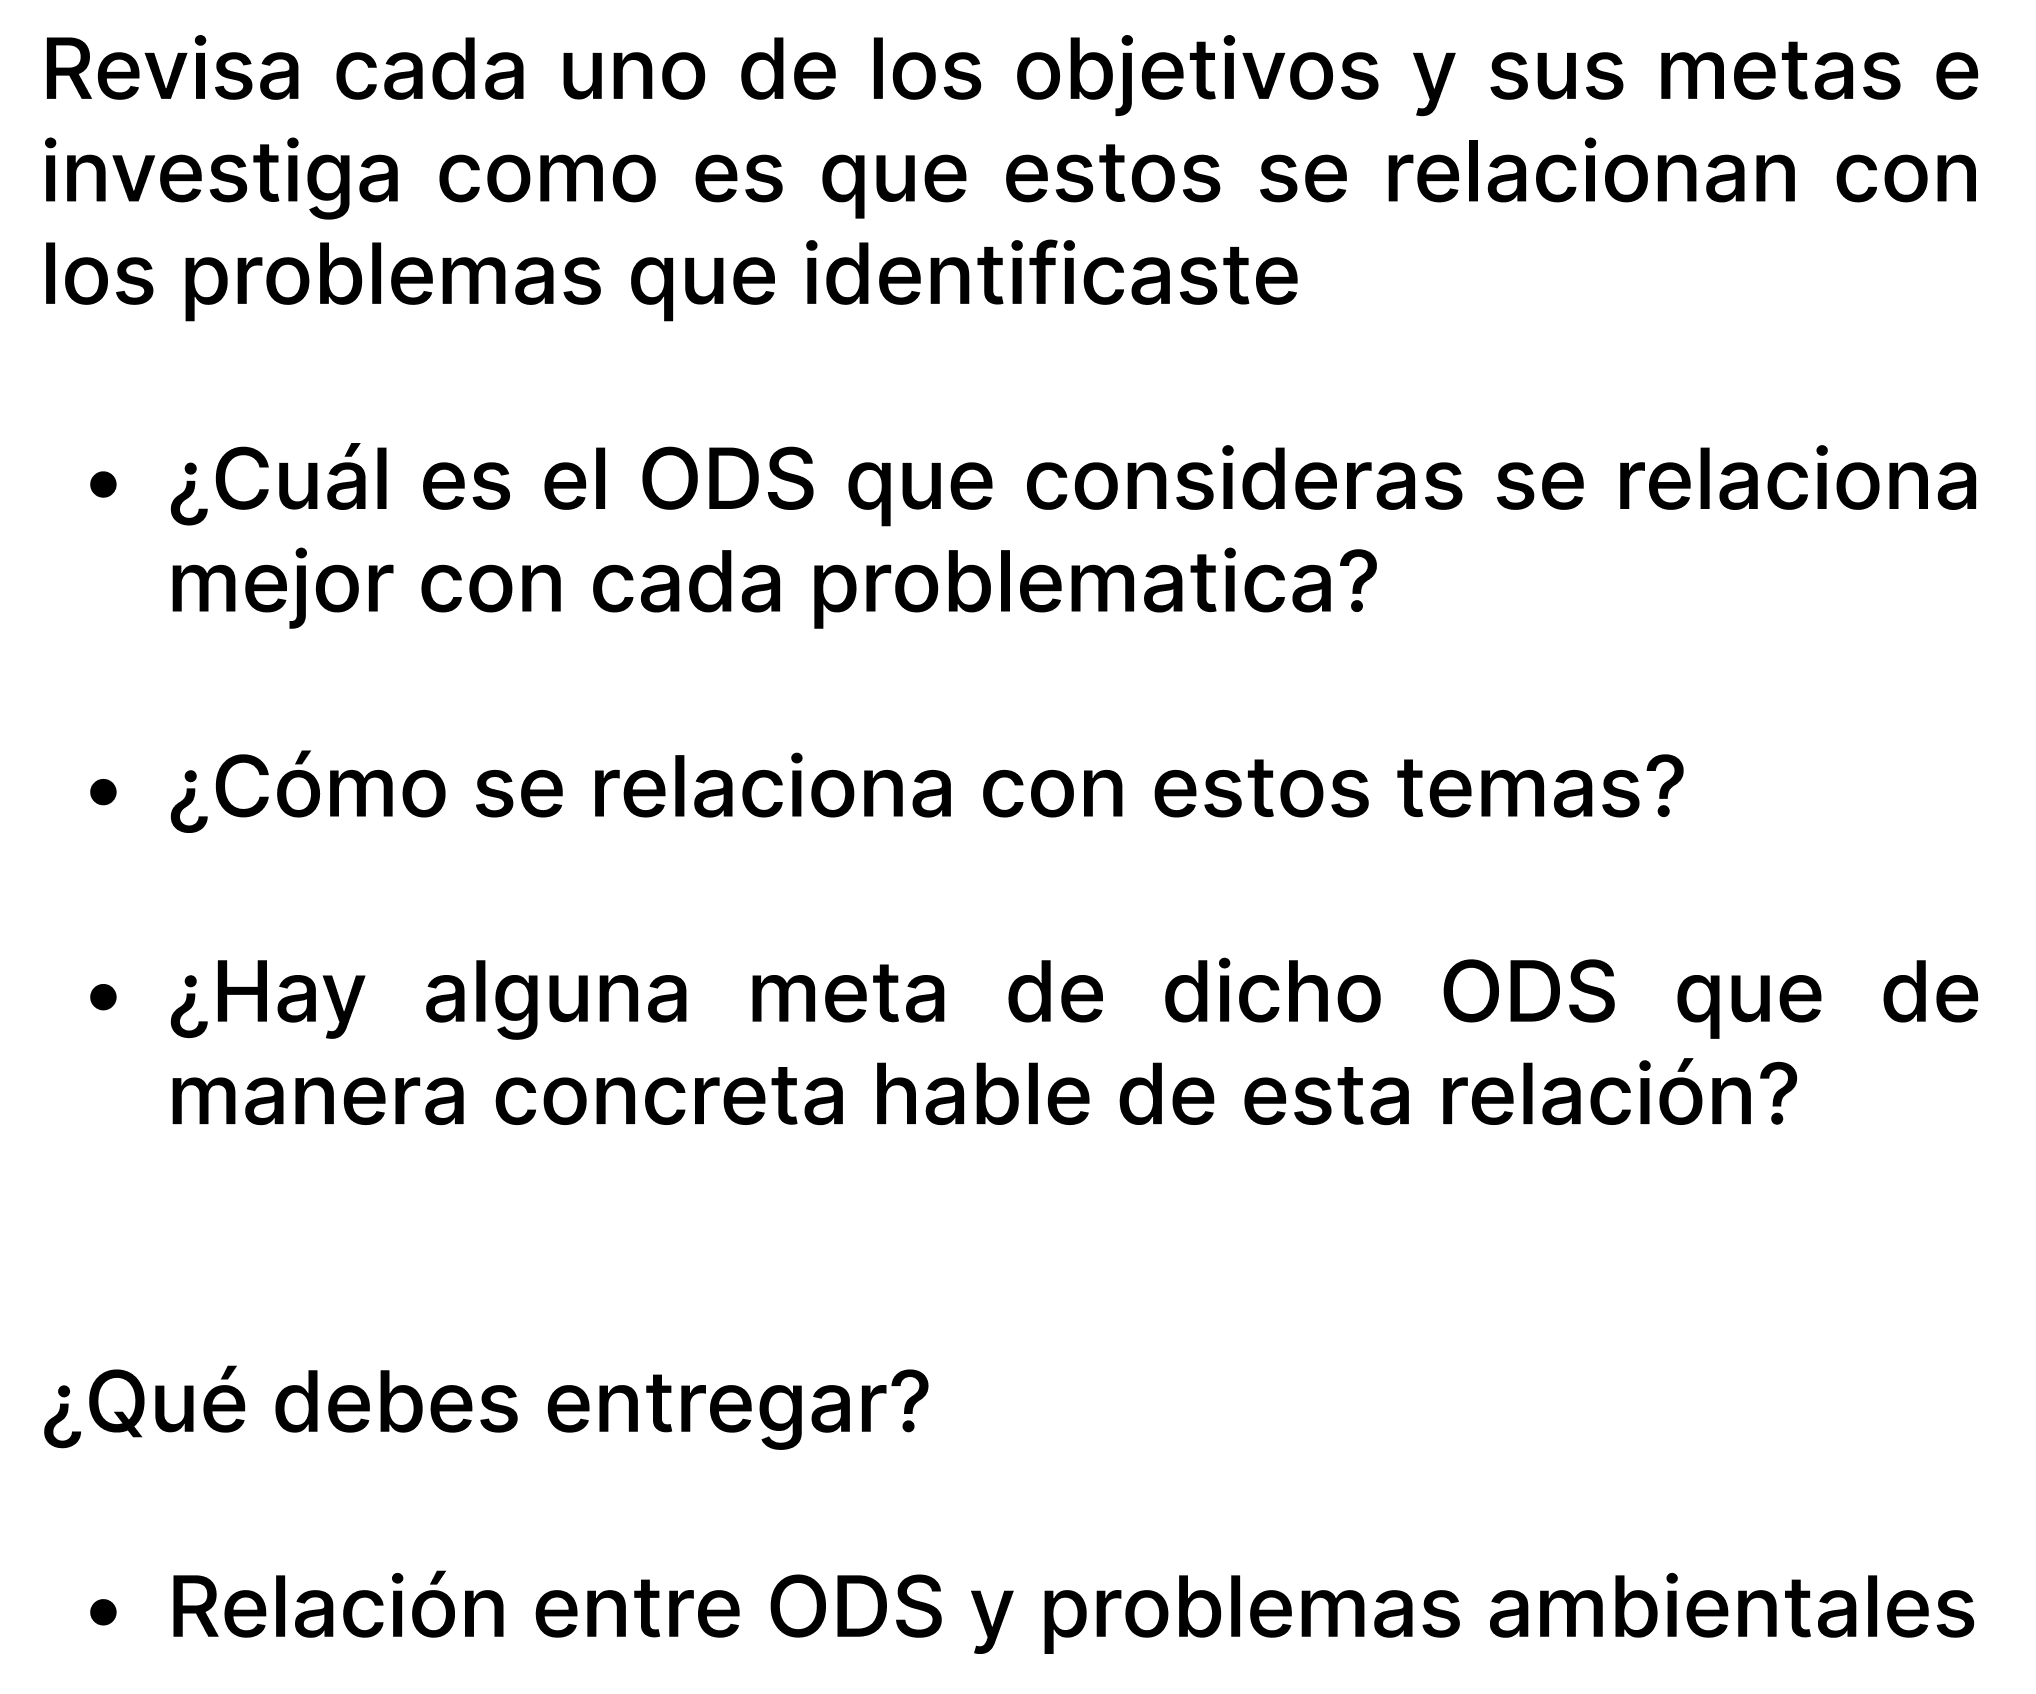 Revisa cada uno de los objetivos y sus metas e
investiga como es que estos se relacionan con
los problemas que identificaste
• ¿Cuál es el ODS que consideras se relaciona
mejor con cada problematica?
• ¿Cómo se relaciona con estos temas?
• ¿Hay alguna meta de dicho ODS que de
manera concreta hable de esta relación?
¿Qué debes entregar?
• Relación entre ODS y problemas ambientales